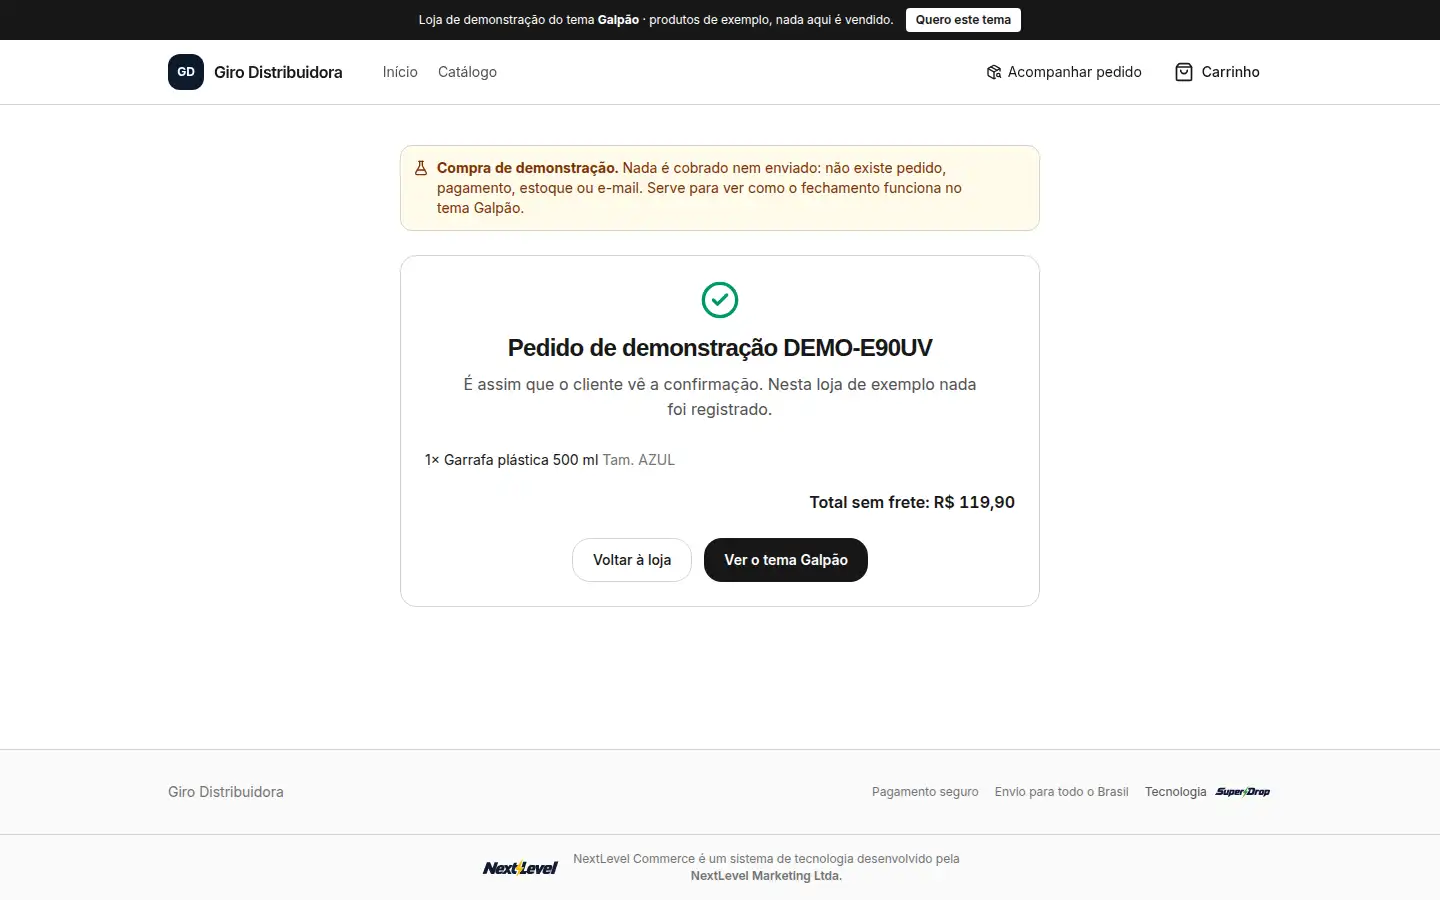 Loja de demonstração do tema Galpão · produtos de exemplo, nada aqui é vendido. Quero este tema
GD Giro Distribuidora Início Catálogo Acompanhar pedido Carrinho
Compra de demonstração. Nada é cobrado nem enviado: não existe pedido,
pagamento, estoque ou e-mail. Serve para ver como o fechamento funciona no
tema Galpão.
Pedido de demonstração DEMO-E90UV
É assim que o cliente vê a confirmação. Nesta loja de exemplo nada
foi registrado.
1× Garrafa plástica 500 ml Tam. AZUL
Total sem frete: R$ 119,90
Voltar à loja Ver o tema Galpão
Giro Distribuidora Pagamento seguro Envio para todo o Brasil Tecnologia SuperDrop
NextLevel NextLevel Commerce é um sistema de tecnologia desenvolvido pela
NextLevel Marketing Ltda.